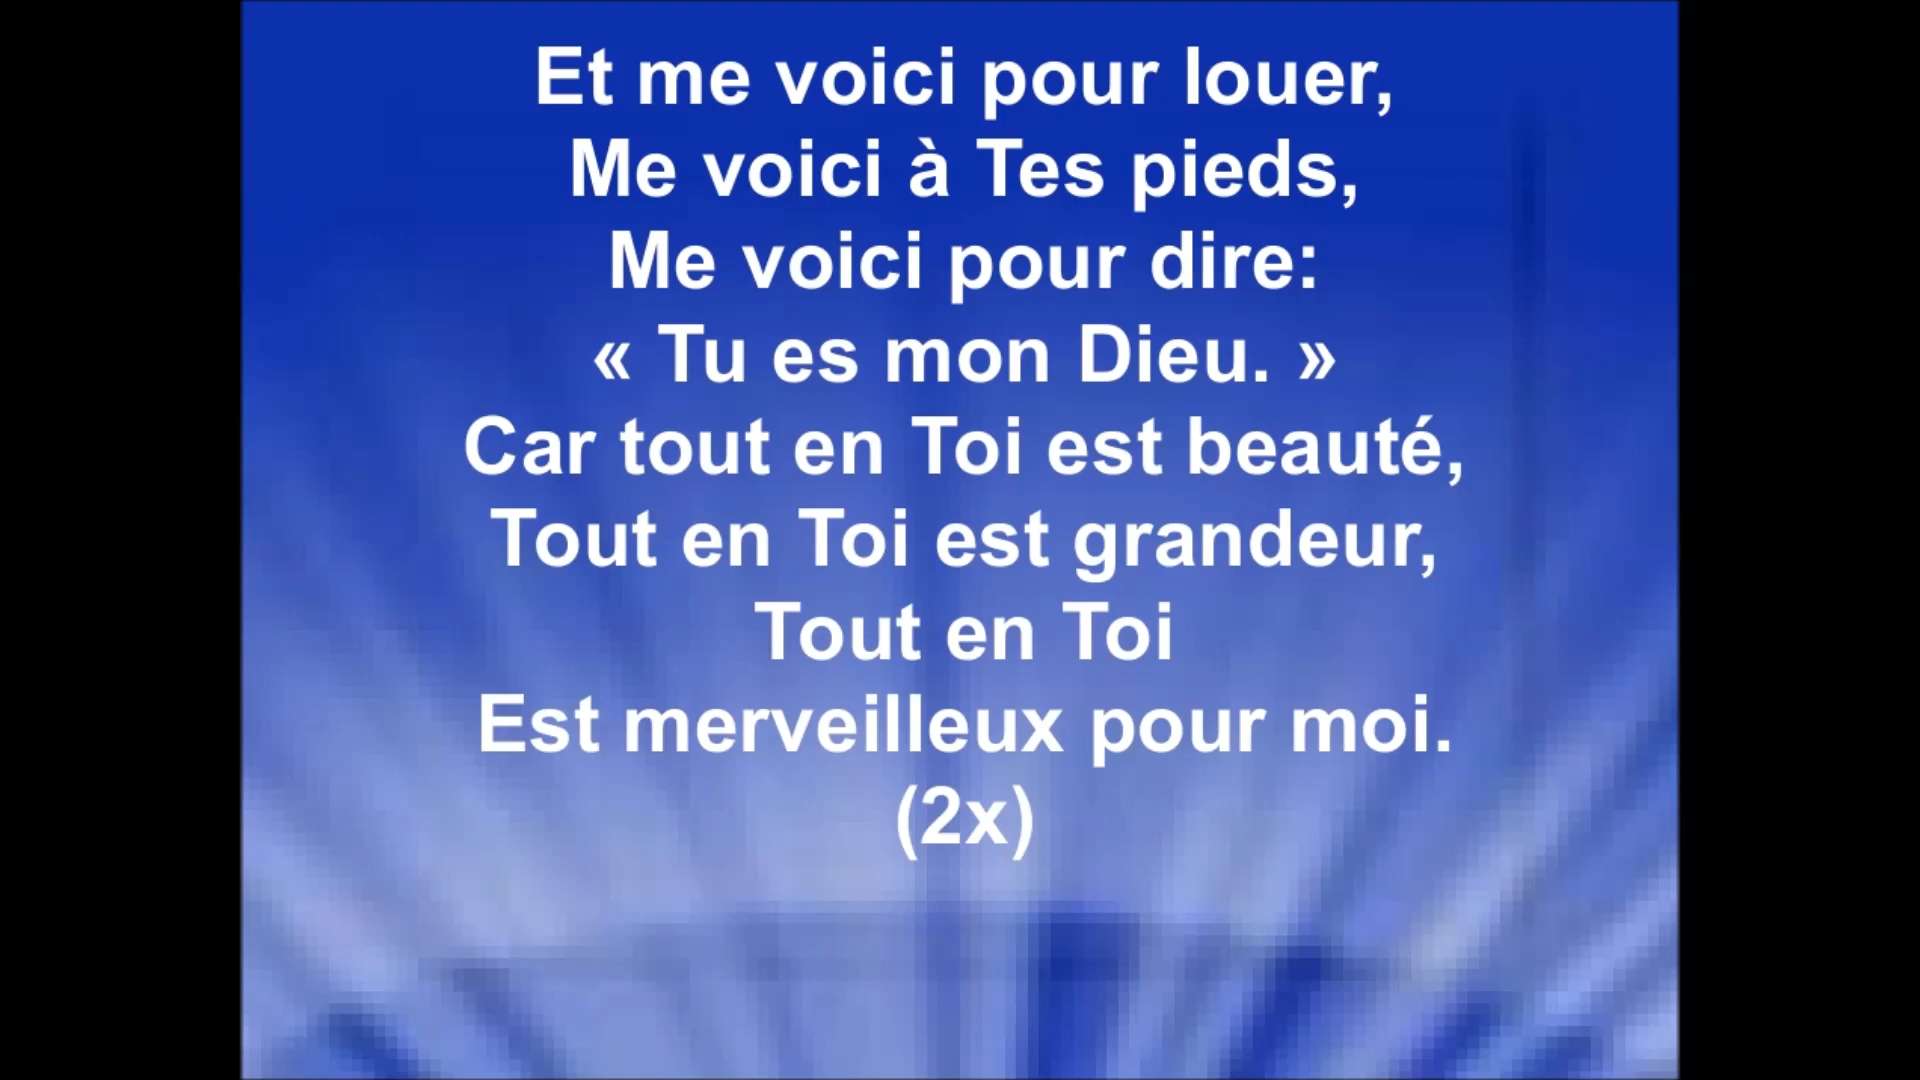 Et me voici pour louer,
Me voici à Tes pieds,
Me voici pour dire:
« Tu es mon Dieu. »
Car tout en Toi est beauté,
Tout en Toi est grandeur,
Tout en Toi
Est merveilleux pour moi.
(2x)